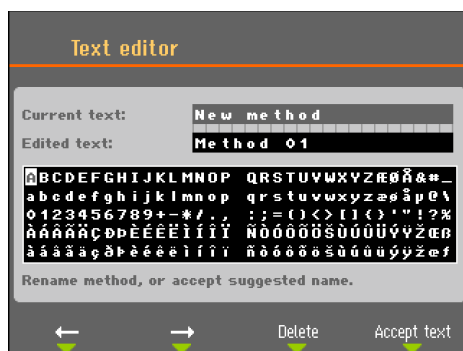 Text editor
Current text: New method
Edited text: Method 01
ABCDEFGHIJKLMNOP QRSTUVWXYZÆØÅ&#_
abcdefghijklmnop qrstuvwxyzæøåµ@\
0123456789+-*/., :;=()<>[]{}'"!?%
ÀÁÂÃÄÇÐÞÈÉÊËÌÍÎÏ ÑÒÓÔÕÖŠÙÚÛÜÝŸŽŒß
àáâãäçðÞèéêëìíîï ñòóôõöšùúûüýÿžœƒ
Rename method, or accept suggested name.
← → Delete Accept text